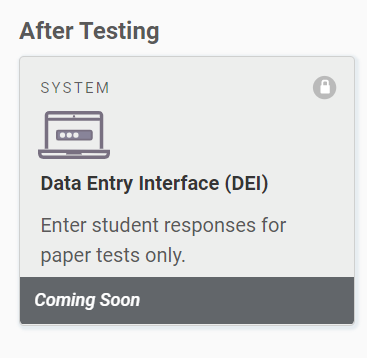 After Testing
SYSTEM
Data Entry Interface (DEI)
Enter student responses for
paper tests only.
Coming Soon